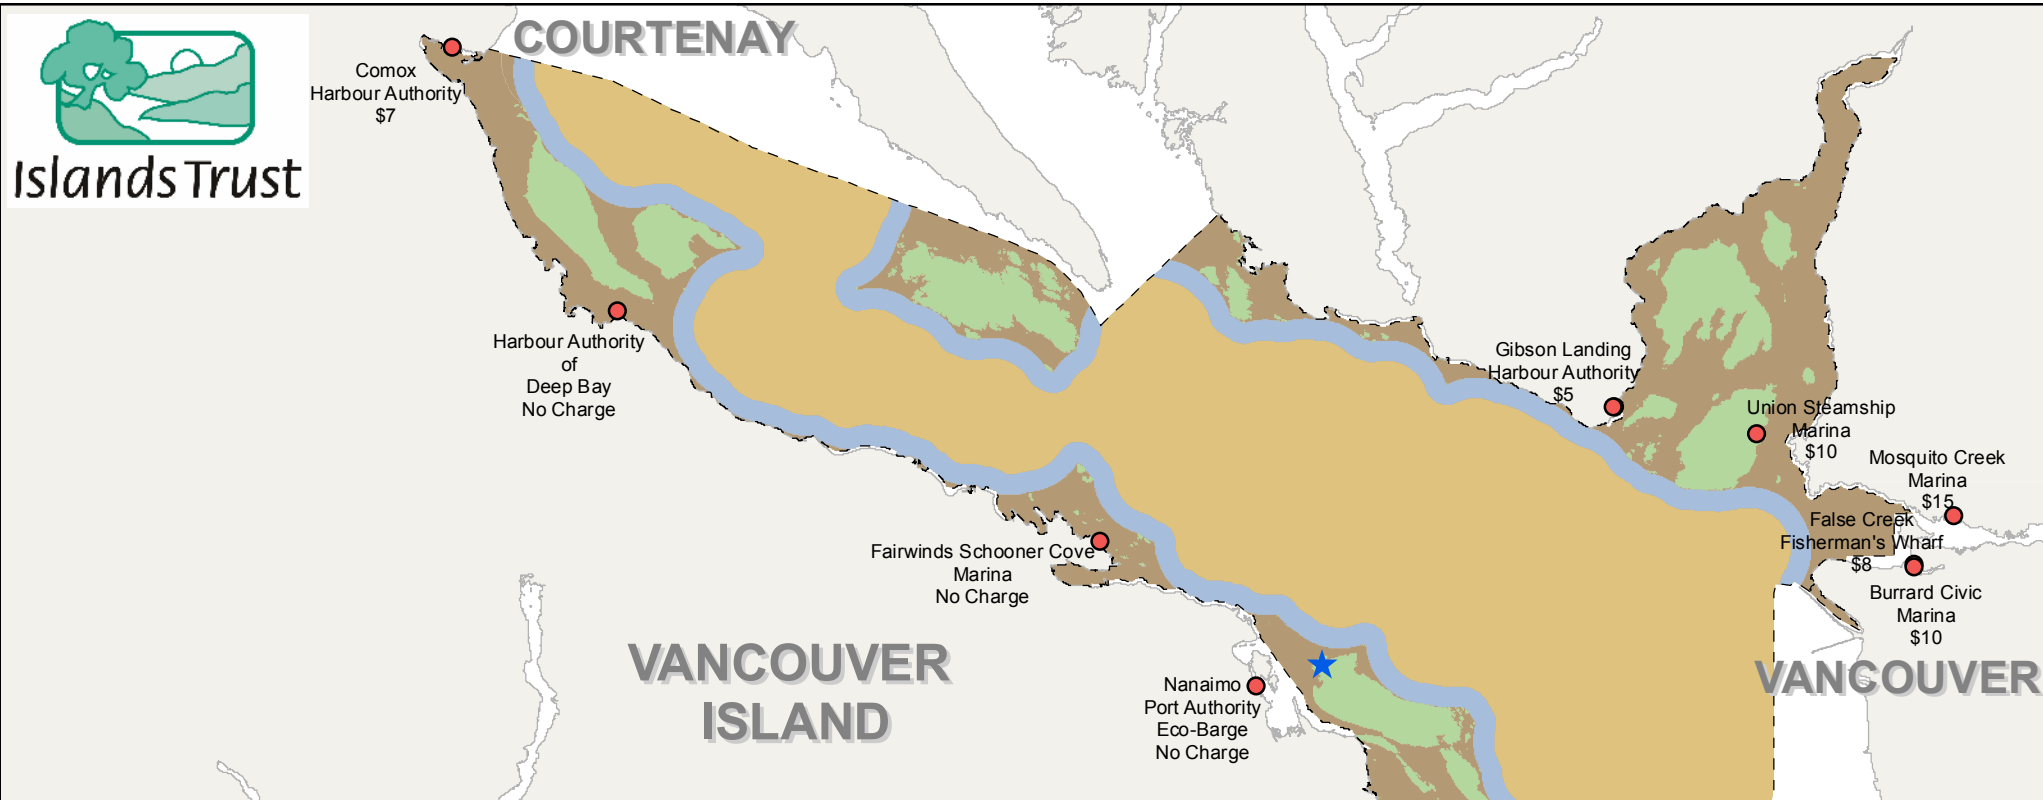 Islands Trust
COURTENAY
Comox
Harbour Authority
$7
Harbour Authority
of
Deep Bay
No Charge
Gibson Landing
Harbour Authority
$5
Union Steamship
Marina
$10
Mosquito Creek
Marina
$15
False Creek
Fisherman's Wharf
$8
Burrard Civic
Marina
$10
Fairwinds Schooner Cove
Marina
No Charge
VANCOUVER
ISLAND
Nanaimo
Port Authority
Eco-Barge
No Charge
VANCOUVER